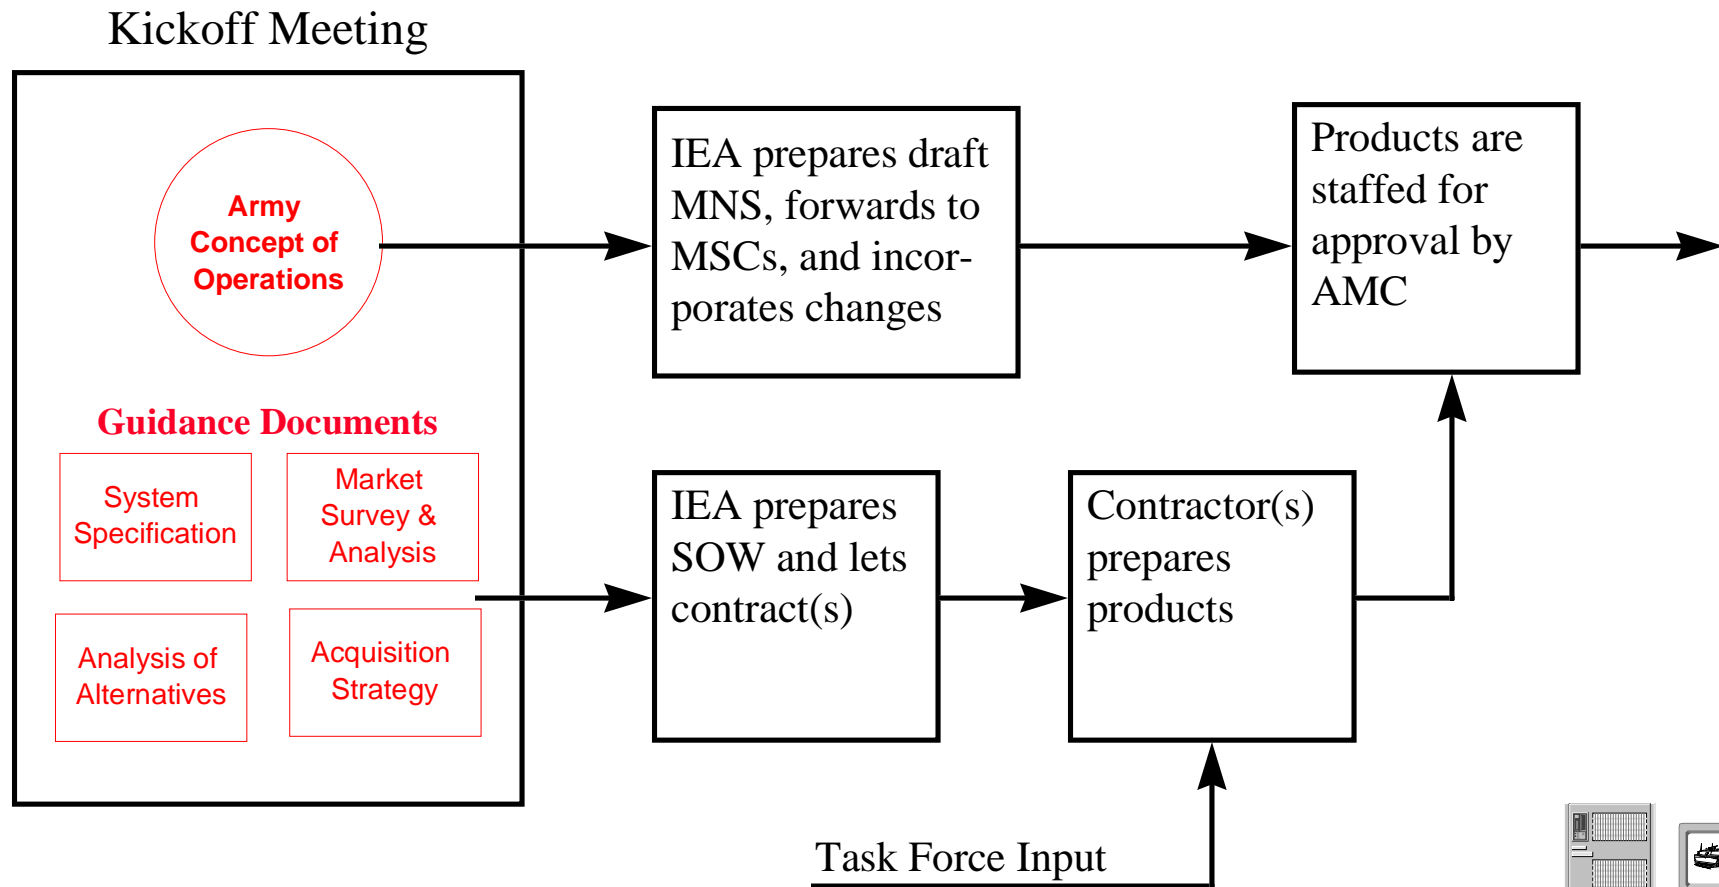 Kickoff Meeting
Army
Concept of
Operations
Guidance Documents
System
Specification
Market
Survey &
Analysis
Analysis of
Alternatives
Acquisition
Strategy
IEA prepares draft
MNS, forwards to
MSCs, and incor-
porates changes
Products are
staffed for
approval by
AMC
IEA prepares
SOW and lets
contract(s)
Contractor(s)
prepares
products
Task Force Input